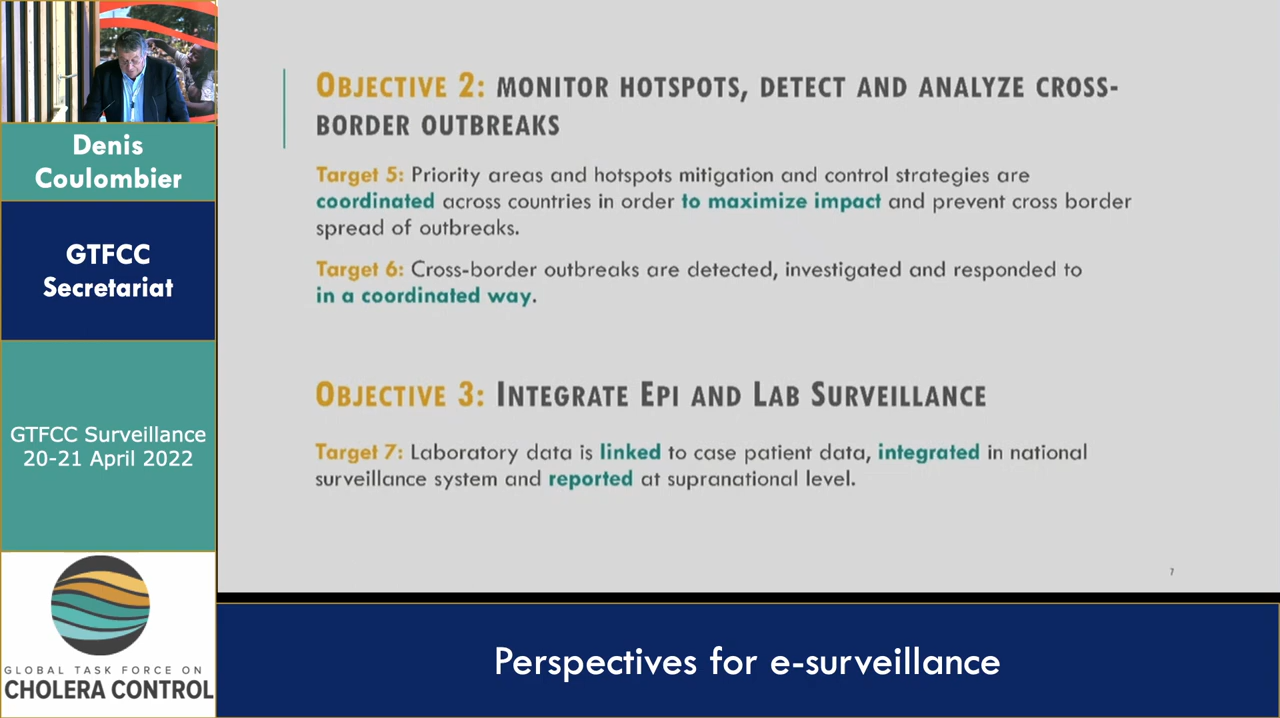 Denis
Coulombier
GTFCC
Secretariat
GTFCC Surveillance
20-21 April 2022
GLOBAL TASK FORCE ON
CHOLERA CONTROL
OBJECTIVE 2: MONITOR HOTSPOTS, DETECT AND ANALYZE CROSS-
BORDER OUTBREAKS
Target 5: Priority areas and hotspots mitigation and control strategies are
coordinated across countries in order to maximize impact and prevent cross border
spread of outbreaks.
Target 6: Cross-border outbreaks are detected, investigated and responded to
in a coordinated way.
OBJECTIVE 3: INTEGRATE EPI AND LAB SURVEILLANCE
Target 7: Laboratory data is linked to case patient data, integrated in national
surveillance system and reported at supranational level.
7
Perspectives for e-surveillance